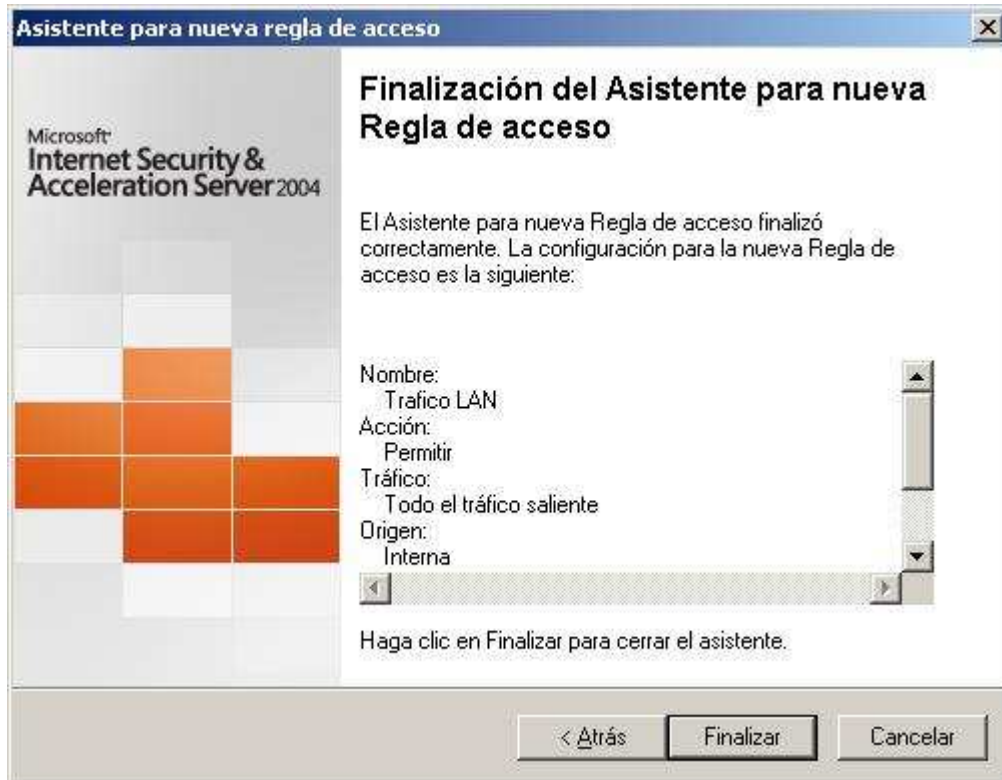 Asistente para nueva regla de acceso
Microsoft
Internet Security &
Acceleration Server 2004
Finalización del Asistente para nueva
Regla de acceso
El Asistente para nueva Regla de acceso finalizó
correctamente. La configuración para la nueva Regla de
acceso es la siguiente:
Nombre:
Trafico LAN
Acción:
Permitir
Tráfico:
Todo el tráfico saliente
Origen:
Interna
Haga clic en Finalizar para cerrar el asistente.
< Atrás
Finalizar
Cancelar